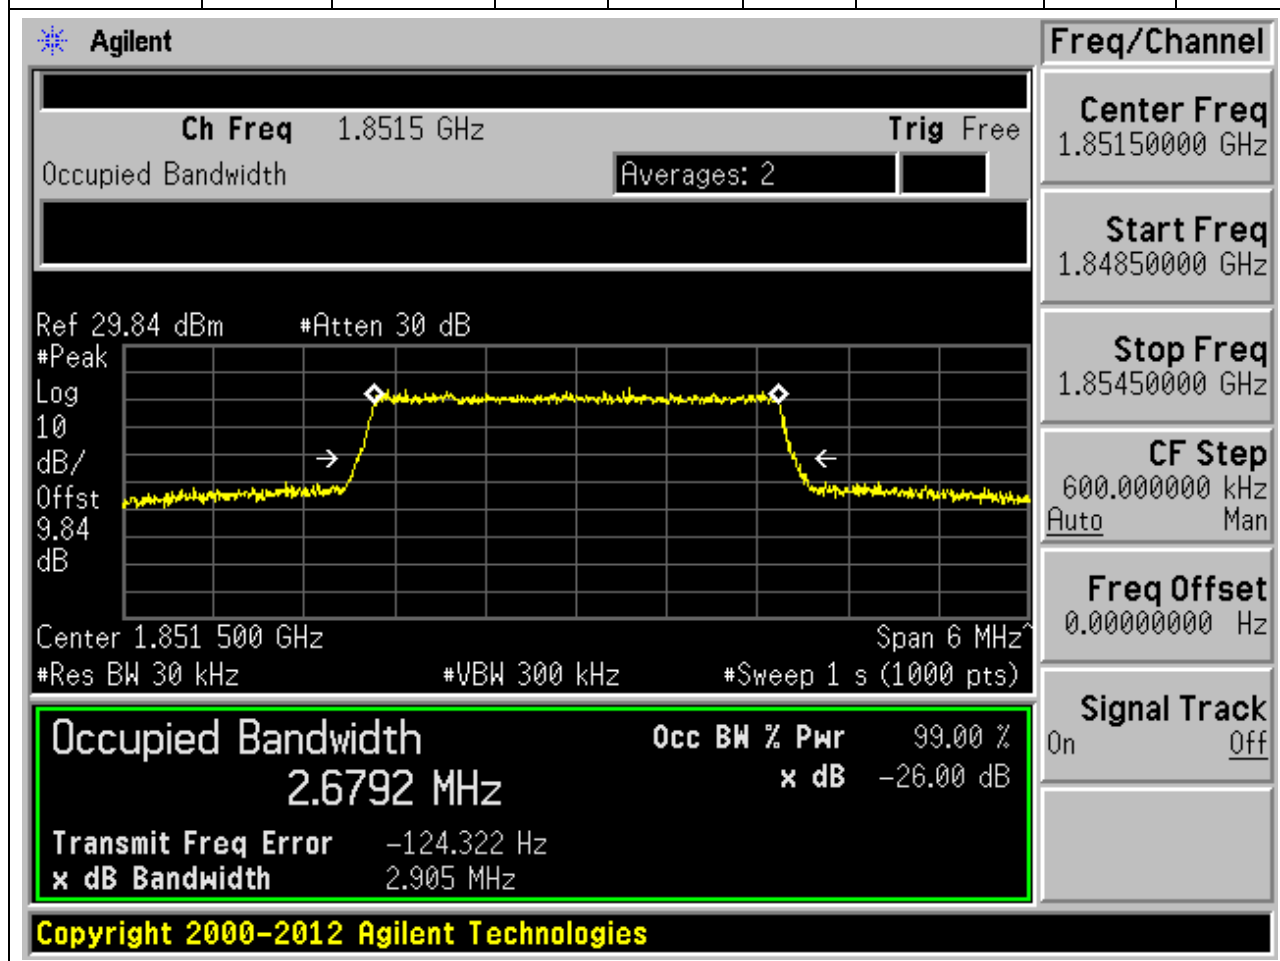 Agilent
Freq/Channel
Ch Freq 1.8515 GHz Trig Free
Occupied Bandwidth Averages: 2
Ref 29.84 dBm #Atten 30 dB
#Peak
Log
10
dB/
Offst
9.84
dB
Center 1.851 500 GHz Span 6 MHz^
#Res BW 30 kHz #VBW 300 kHz #Sweep 1 s (1000 pts)
Occupied Bandwidth
2.6792 MHz
Occ BW % Pwr 99.00 %
x dB -26.00 dB
Transmit Freq Error -124.322 Hz
x dB Bandwidth 2.905 MHz
Copyright 2000-2012 Agilent Technologies
Center Freq
1.85150000 GHz
Start Freq
1.84850000 GHz
Stop Freq
1.85450000 GHz
CF Step
600.000000 kHz
Auto Man
Freq Offset
0.00000000 Hz
Signal Track
On Off